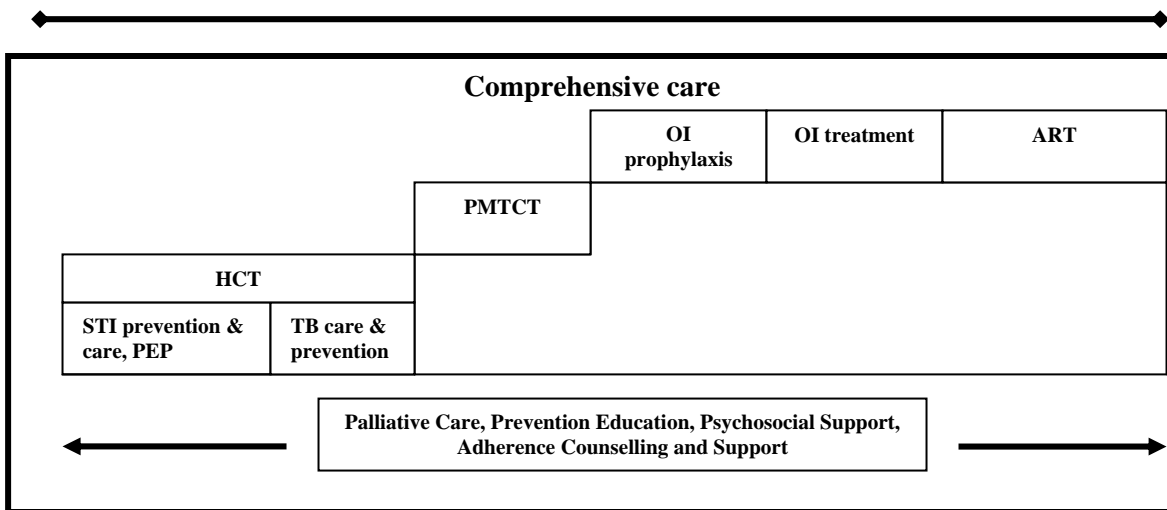 Comprehensive care
OI
prophylaxis
OI treatment
ART
PMTCT
HCT
STI prevention &
care, PEP
TB care &
prevention
Palliative Care, Prevention Education, Psychosocial Support,
Adherence Counselling and Support